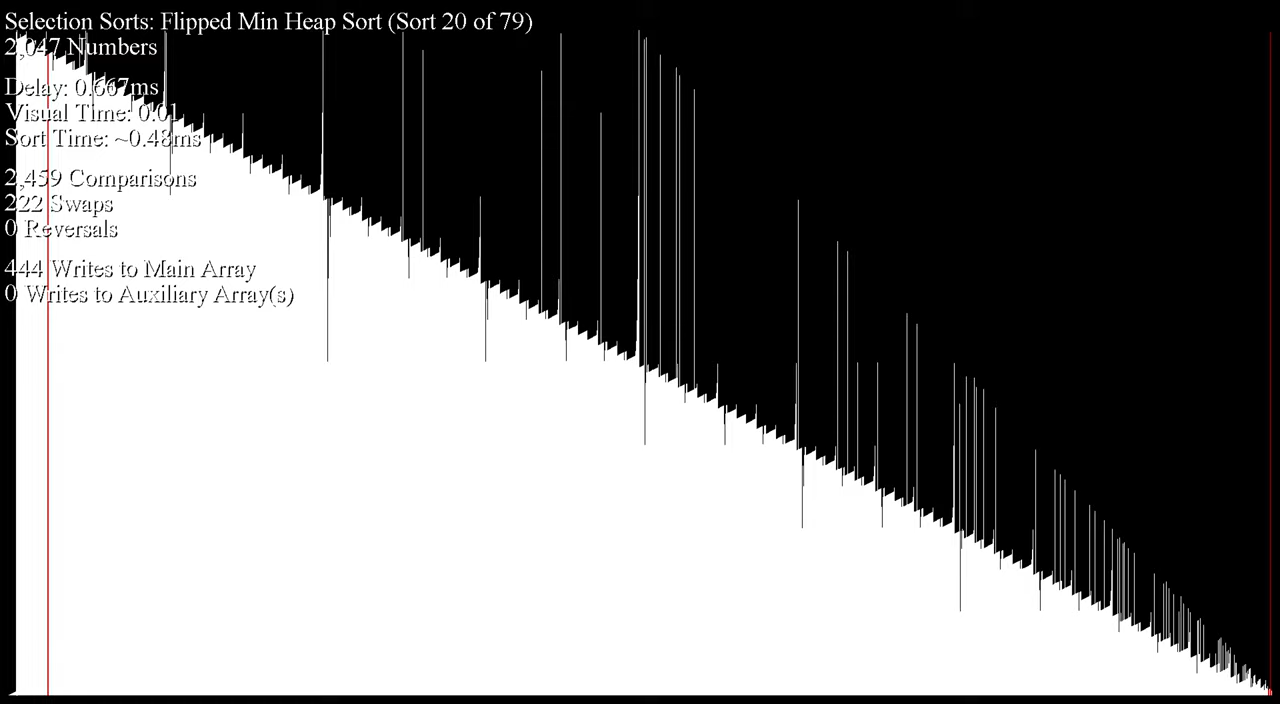 Selection Sorts: Flipped Min Heap Sort (Sort 20 of 79)
2,047 Numbers
Delay: 0.667ms
Visual Time: 0:01
Sort Time: ~0.48ms
2,459 Comparisons
222 Swaps
0 Reversals
444 Writes to Main Array
0 Writes to Auxiliary Array(s)